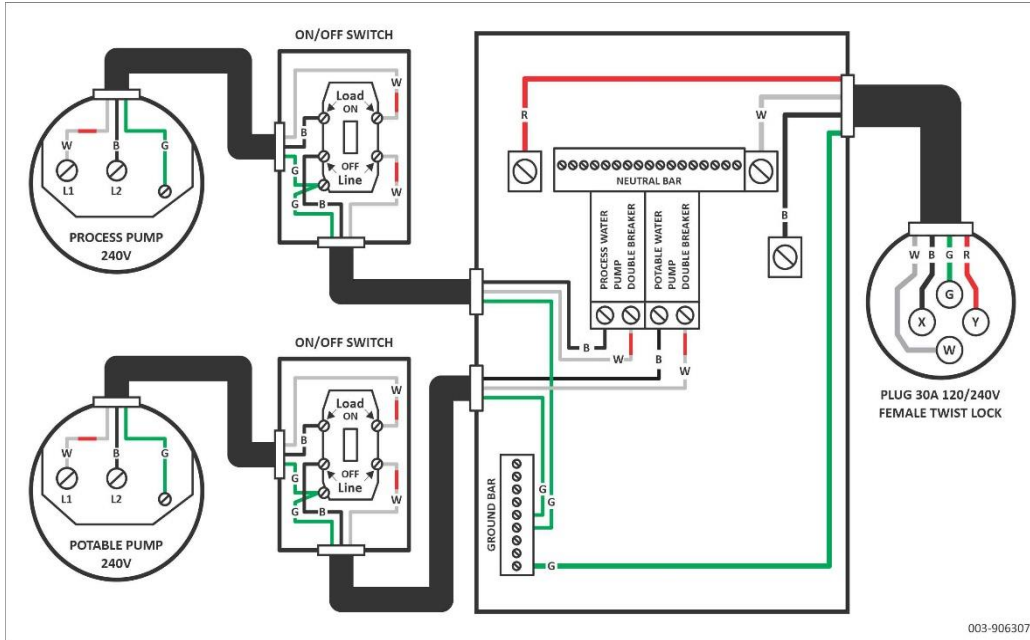 ON/OFF SWITCH
W
Load
ON
B
OFF
Line
W
G
G
B
W
B
G
L1
L2
PROCESS PUMP
240V
R
W
B
NEUTRAL BAR
PROCESS WATER
PUMP
DOUBLE BREAKER
POTABLE WATER
PUMP
DOUBLE BREAKER
B
W
B
W
W
B
G
R
G
X
Y
W
PLUG 30A 120/240V
FEMALE TWIST LOCK
ON/OFF SWITCH
W
Load
ON
B
OFF
Line
W
G
G
B
W
B
G
L1
L2
POTABLE PUMP
240V
GROUND BAR
G
G
G
003-906307